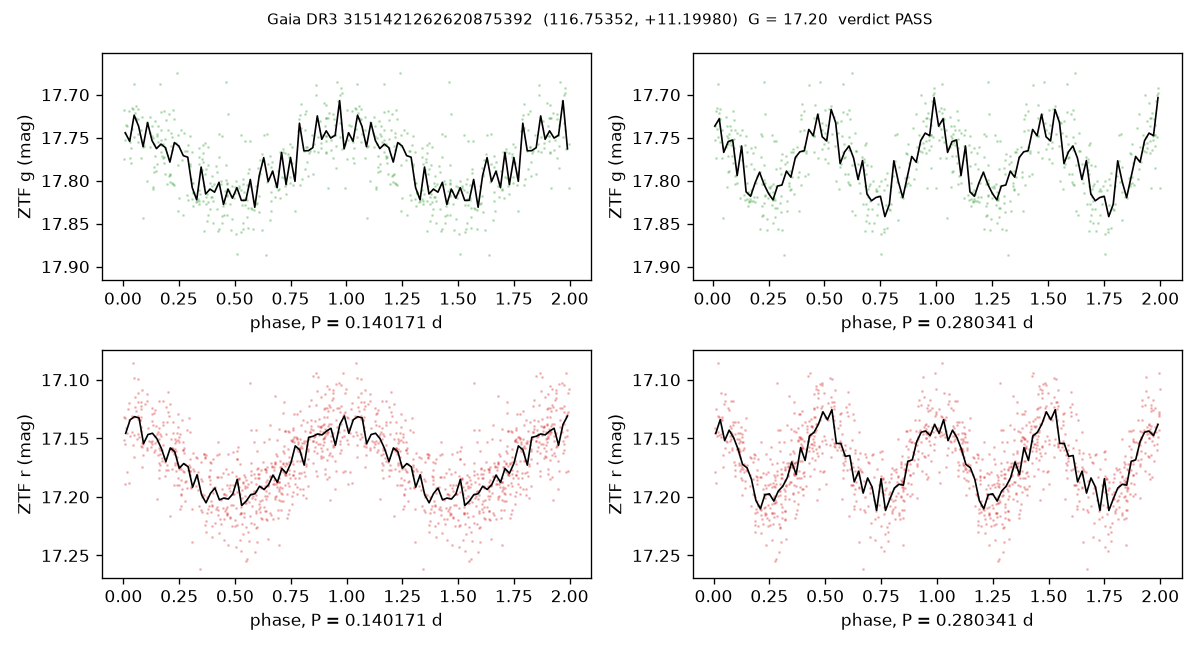 Gaia DR3 3151421262620875392 (116.75352, +11.19980) G = 17.20 verdict PASS
ZTF g (mag)
17.70
17.75
17.80
17.85
17.90
0.00 0.25 0.50 0.75 1.00 1.25 1.50 1.75 2.00
phase, P = 0.140171 d
ZTF g (mag)
17.70
17.75
17.80
17.85
17.90
0.00 0.25 0.50 0.75 1.00 1.25 1.50 1.75 2.00
phase, P = 0.280341 d
ZTF r (mag)
17.10
17.15
17.20
17.25
0.00 0.25 0.50 0.75 1.00 1.25 1.50 1.75 2.00
phase, P = 0.140171 d
ZTF r (mag)
17.10
17.15
17.20
17.25
0.00 0.25 0.50 0.75 1.00 1.25 1.50 1.75 2.00
phase, P = 0.280341 d